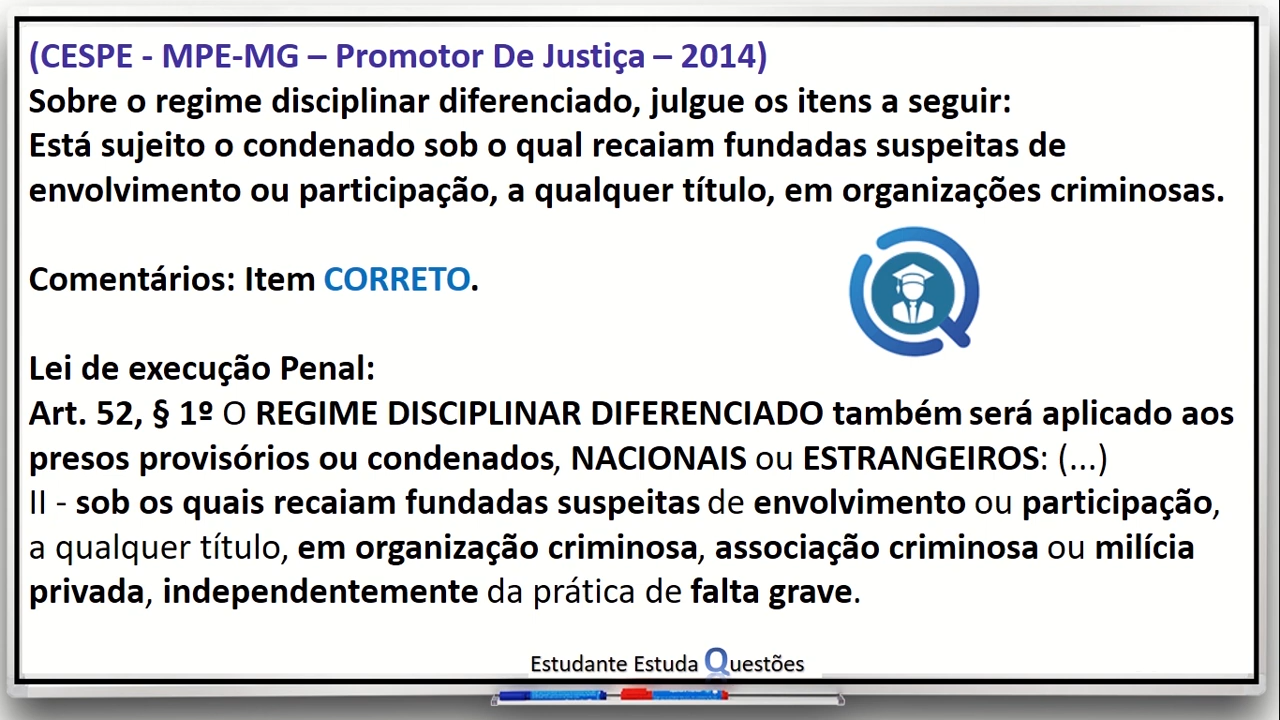 (CESPE - MPE-MG – Promotor De Justiça – 2014)
Sobre o regime disciplinar diferenciado, julgue os itens a seguir:
Está sujeito o condenado sob o qual recaiam fundadas suspeitas de
envolvimento ou participação, a qualquer título, em organizações criminosas.
Comentários: Item CORRETO.
Lei de execução Penal:
Art. 52, § 1º O REGIME DISCIPLINAR DIFERENCIADO também será aplicado aos
presos provisórios ou condenados, NACIONAIS ou ESTRANGEIROS: (...)
II - sob os quais recaiam fundadas suspeitas de envolvimento ou participação,
a qualquer título, em organização criminosa, associação criminosa ou milícia
privada, independentemente da prática de falta grave.
Estudante Estuda Questões